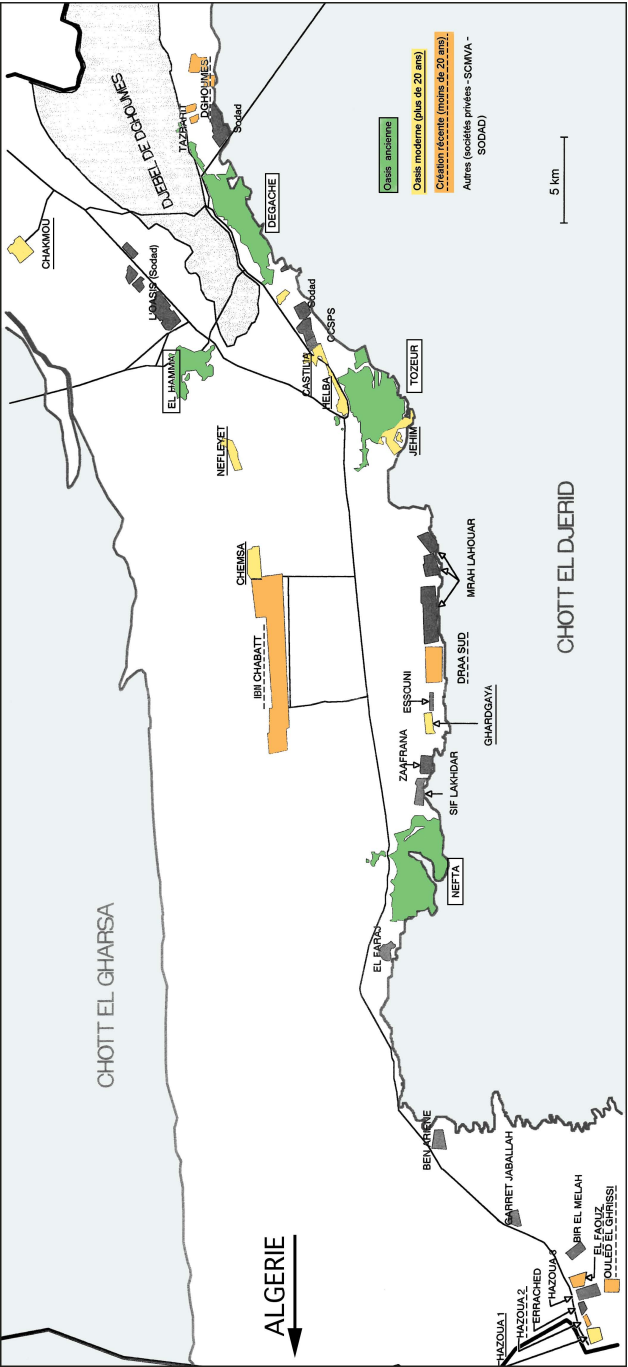 CHOTT EL GHARSA
CHAKMOU
DJEBEL DE DGHOUMES
L'OASIS (Sodad)
EL HAMMA
TAZRARIT
DGHOUMES
Sodad
NEFLEYET
CHEMSA
IBN CHABATT
DEGACHE
Sodad
CASTILIA
HELBA
TOZEUR
JEHIM
ALGERIE
MRAH LAHOUAR
DRAA SUD
ESSOUNI
GHARDGAYA
ZAAFRANA
SIF LAKHDAR
NEFTA
EL FARAJ
BEN ARIENE
GARRET JABALLAH
BIR EL MELAH
HAZOUA 1
HAZOUA 2
ERRACHED
HAZOUA 3
EL FAOUZ
OULED EL GHRISSI
CHOTT EL DJERID
Oasis ancienne
Oasis moderne (plus de 20 ans)
Création récente (moins de 20 ans)
Autres (sociétés privées - SCMVA -
SODAD)
5 km